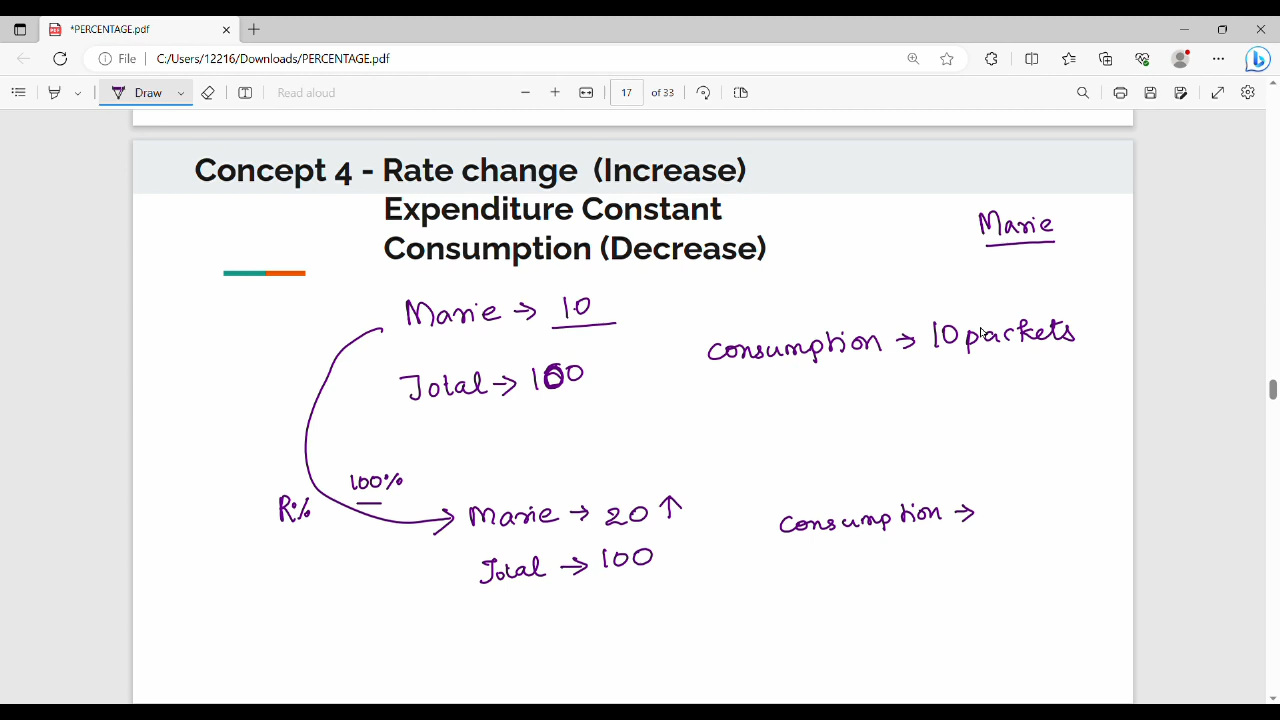 *PERCENTAGE.pdf
File C:/Users/12216/Downloads/PERCENTAGE.pdf
Draw Read aloud 17 of 33
Concept 4 - Rate change (Increase)
Expenditure Constant
Consumption (Decrease)
Marie
Marie → 10
Consumption → 10 packets
Total → 100
100%
R%
Marie → 20 ↑
Consumption →
Total → 100